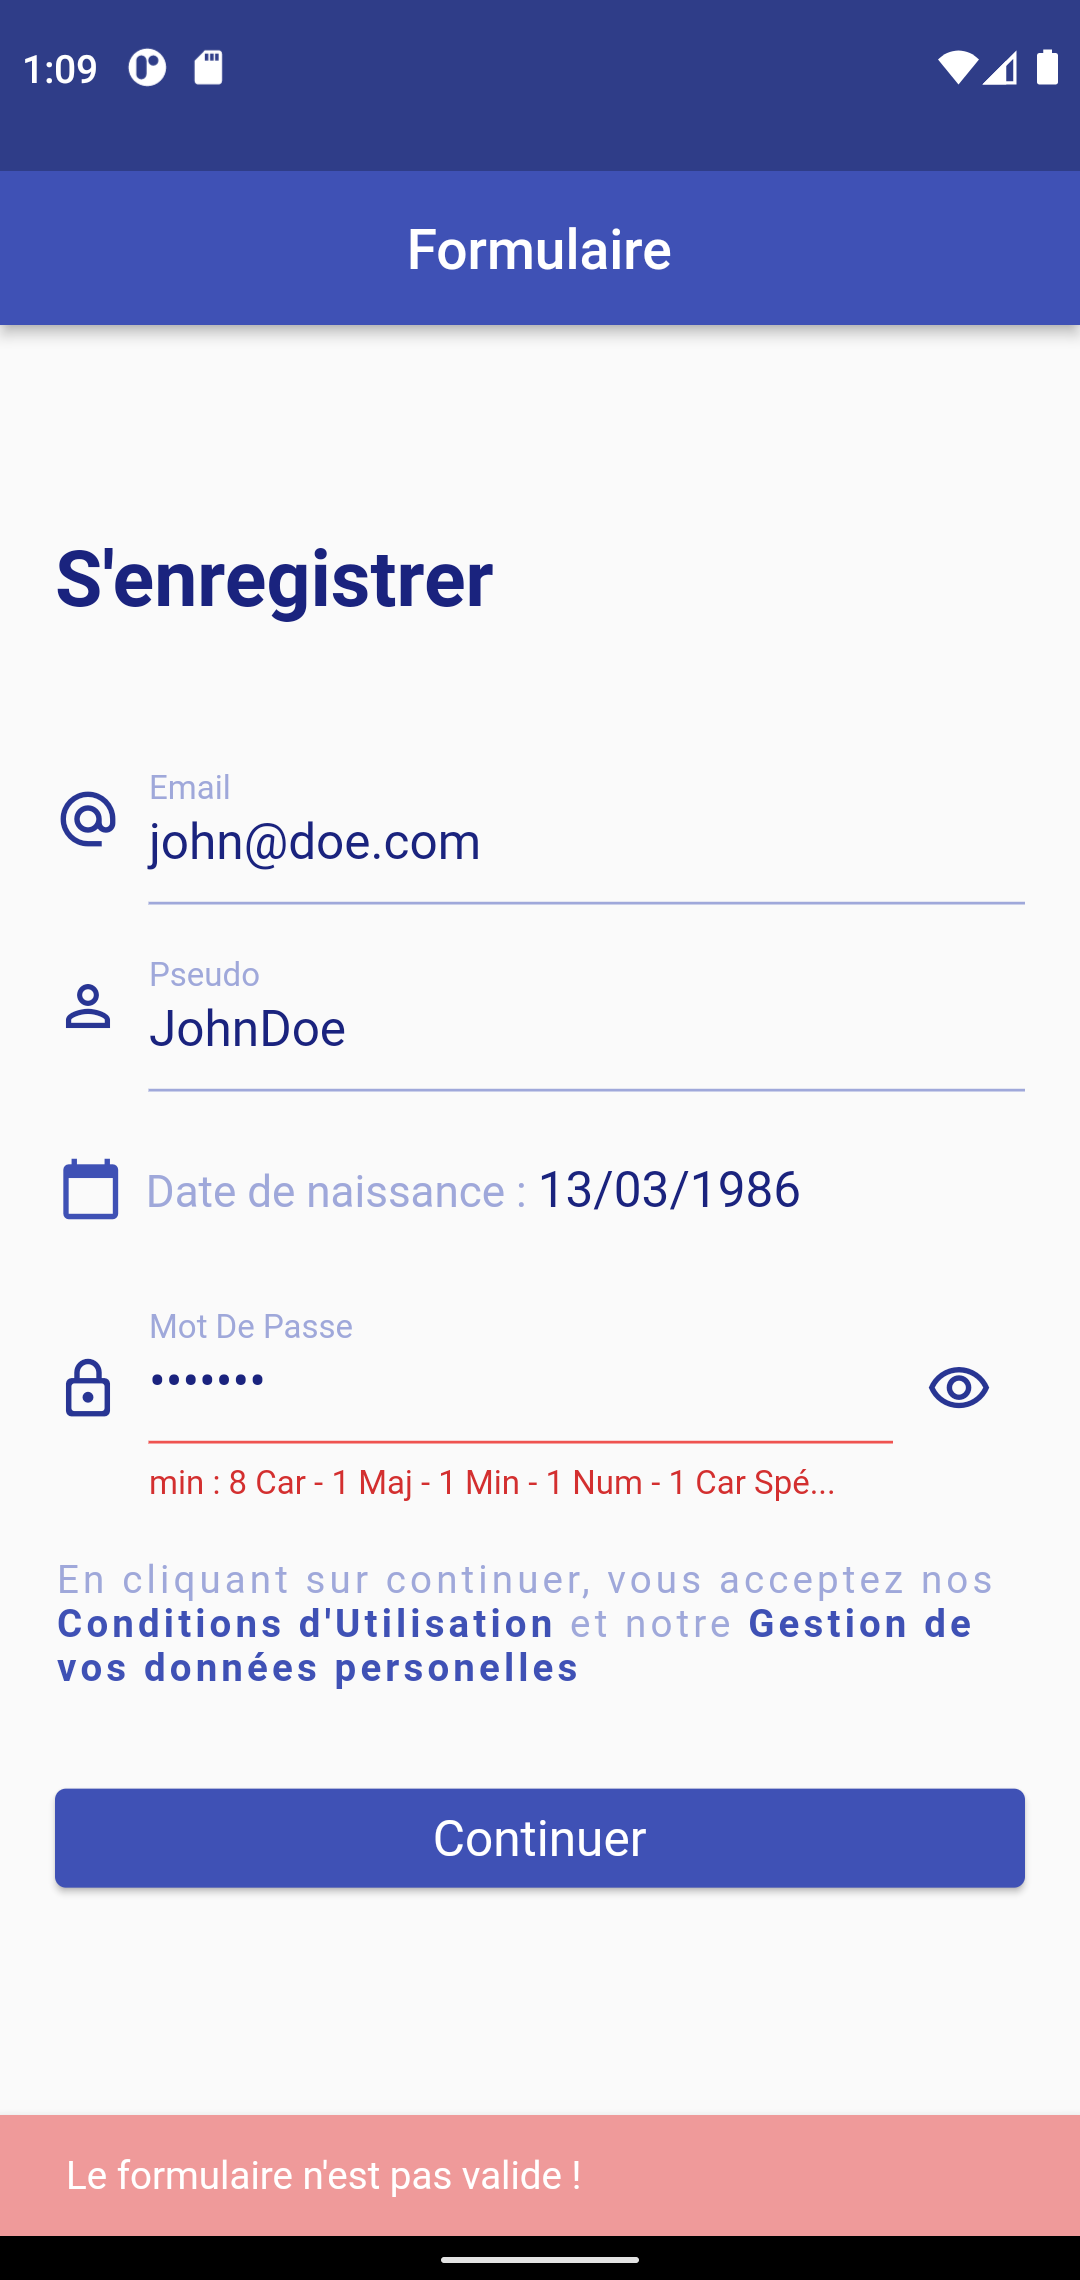 1:09
Formulaire
S'enregistrer
Email
john@doe.com
Pseudo
JohnDoe
Date de naissance : 13/03/1986
Mot De Passe
•••••••
min : 8 Car - 1 Maj - 1 Min - 1 Num - 1 Car Spé...
En cliquant sur continuer, vous acceptez nos
Conditions d'Utilisation et notre Gestion de
vos données personelles
Continuer
Le formulaire n'est pas valide !